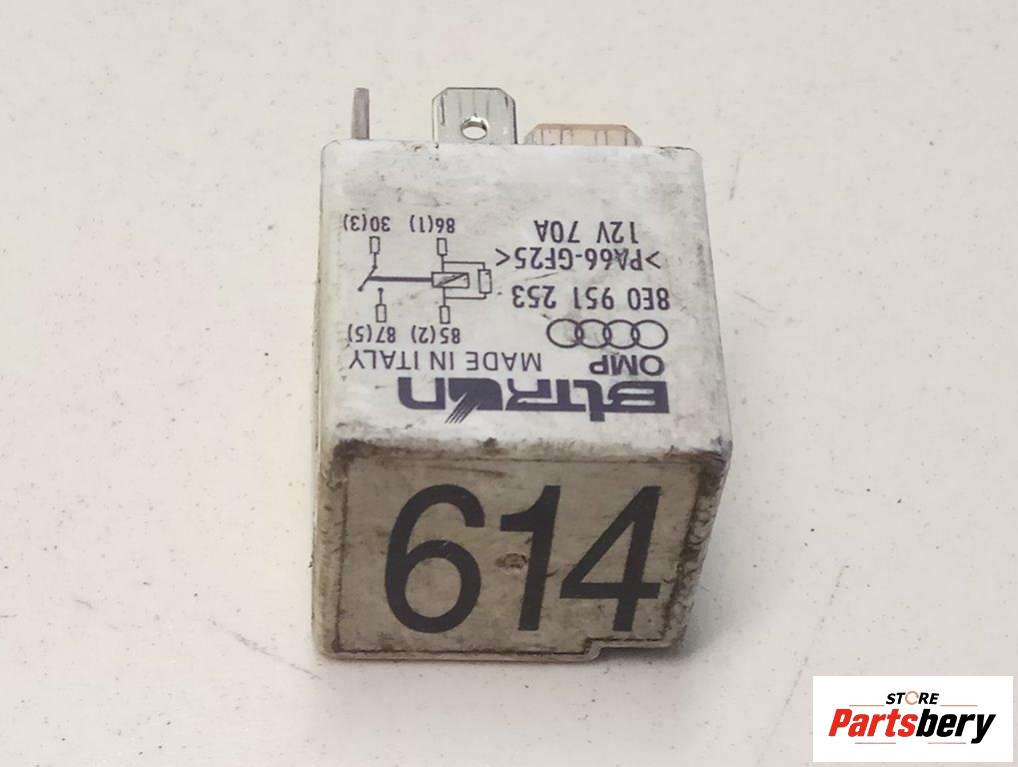 BITRON
OMP MADE IN ITALY
8E0 951 253
>PA66-GF25<
12V 70A
85(2) 87(5)
86(1) 30(3)
614
STORE
Partsbery